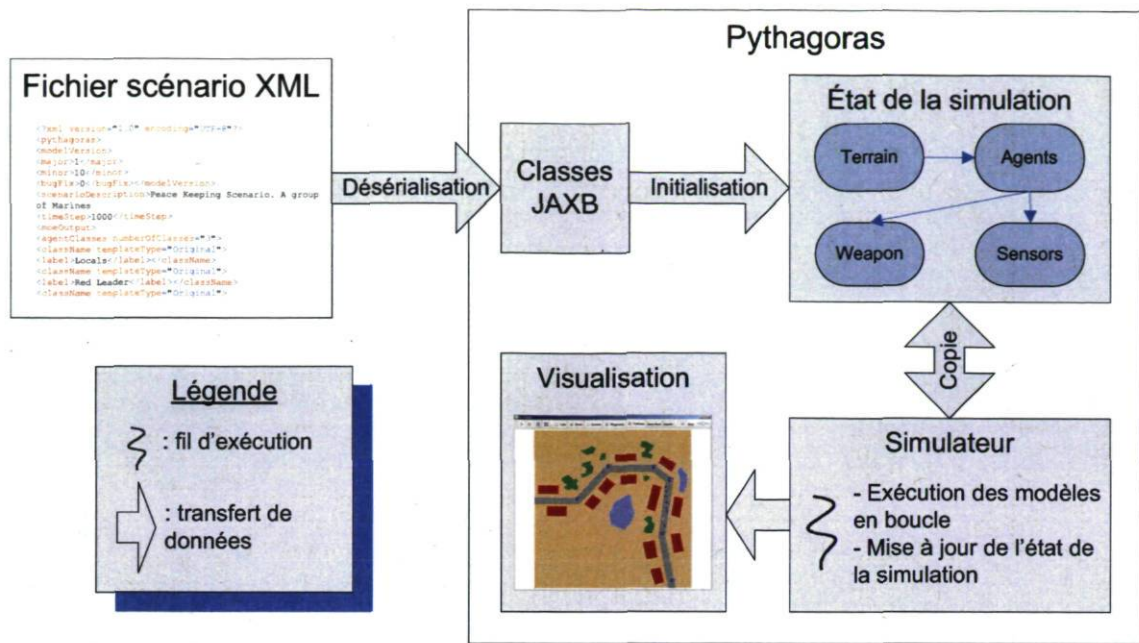 Pythagoras
Fichier scénario XML
<?xml version="1.0" encoding="UTF-8"?>
<pythagoras>
<modelVersion>
<major>1</major>
<minor>10</minor>
<bugFix>0</bugFix></modelVersion>
<scenarioDescription>Peace Keeping Scenario. A group
of Marines
<timeStep>1000</timeStep>
<moeOutput>
<agentClasses numberOfClasses="3">
<className templateType="Original">
<label>Locals</label></className>
<className templateType="Original">
<label>Red Leader</label></className>
<className templateType="Original">
Désérialisation
Classes
JAXB
Initialisation
État de la simulation
Terrain
Agents
Weapon
Sensors
Copie
Légende
: fil d'exécution
: transfert de
données
Visualisation
Simulateur
- Exécution des modèles
en boucle
- Mise à jour de l'état de
la simulation